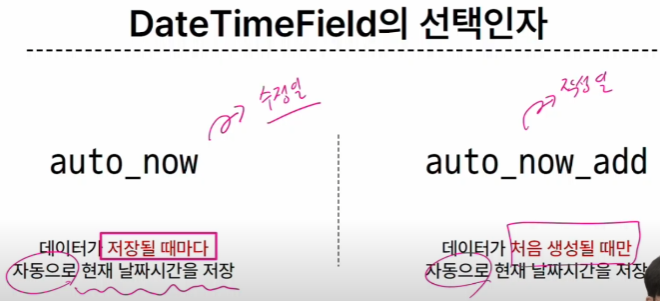 DateTimeField의 선택인자
수정일
작성일
auto_now
auto_now_add
데이터가 저장될 때마다
자동으로 현재 날짜시간을 저장
데이터가 처음 생성될 때만
자동으로 현재 날짜시간을 저장